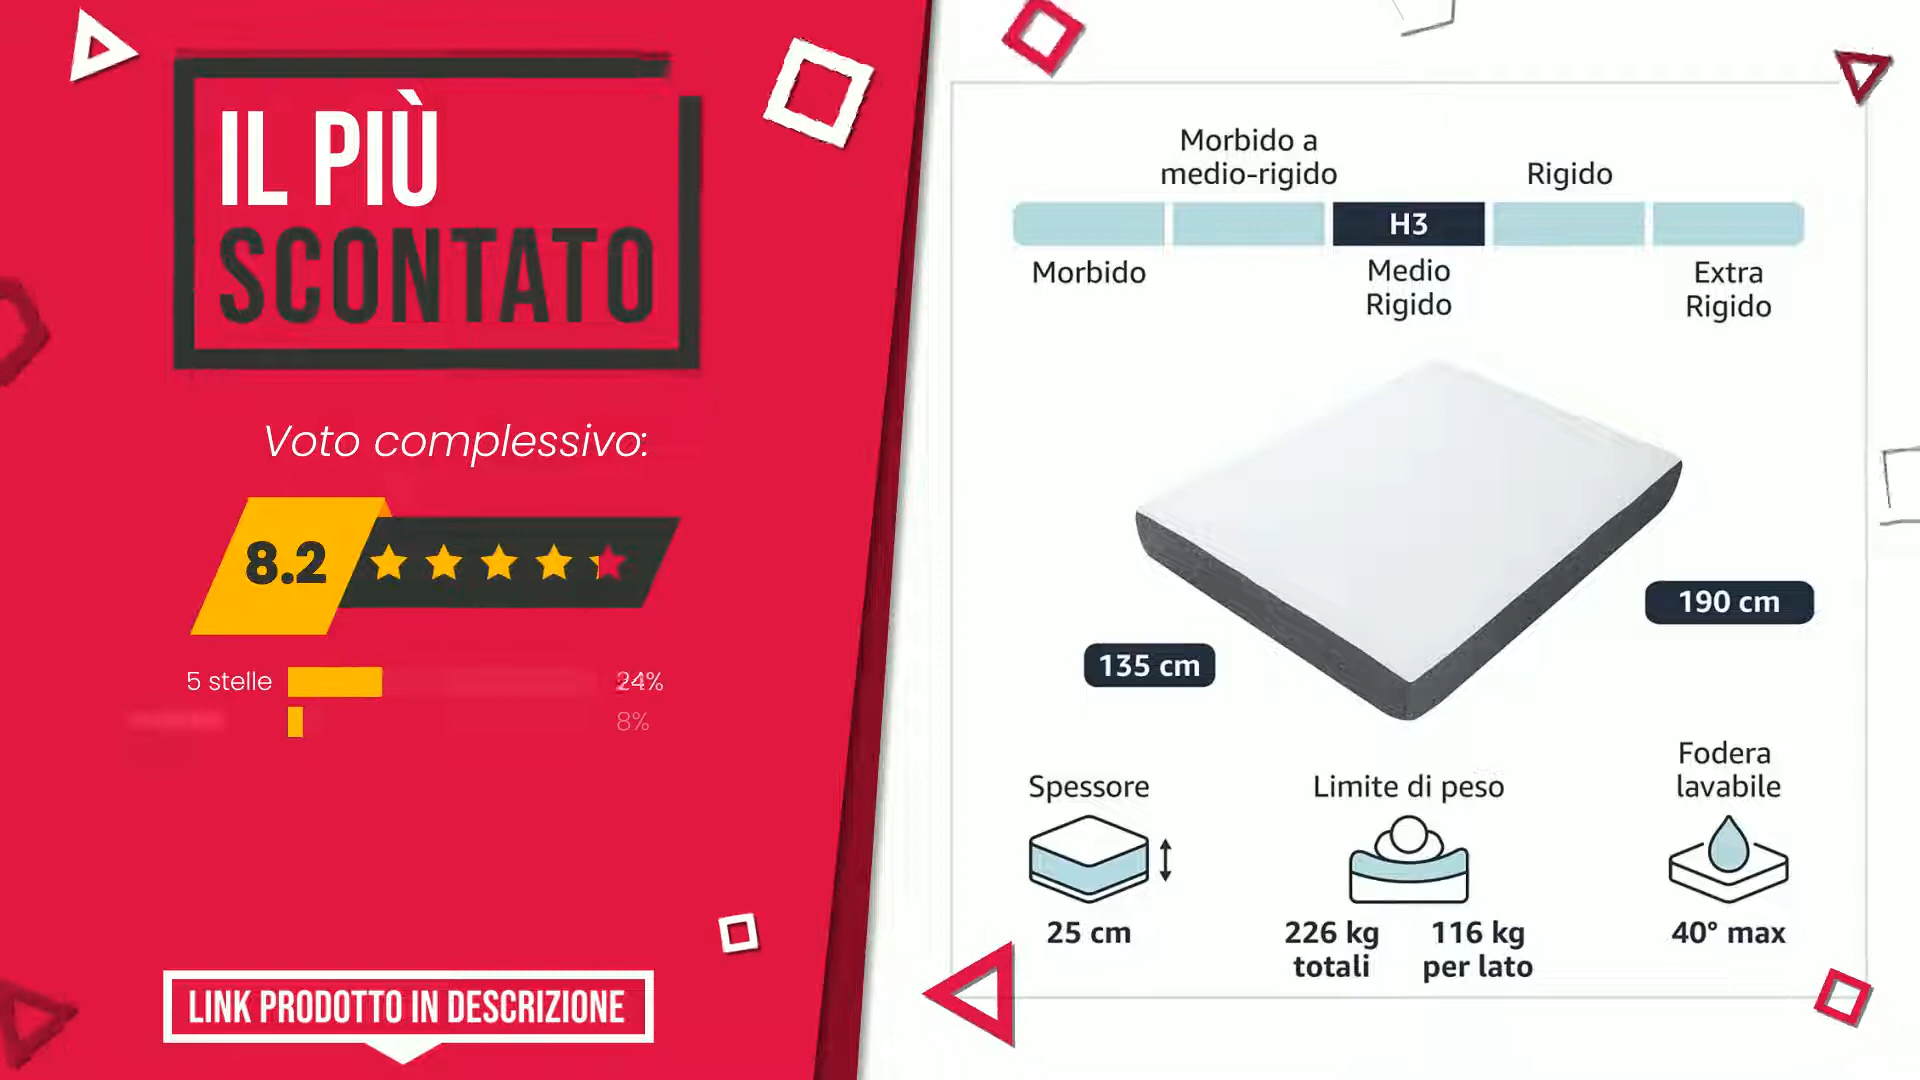 IL PIÙ
SCONTATO
Voto complessivo:
8.2
5 stelle 24%
8%
LINK PRODOTTO IN DESCRIZIONE
Morbido a
medio-rigido
Rigido
H3
Morbido
Medio
Rigido
Extra
Rigido
190 cm
135 cm
Spessore
25 cm
Limite di peso
226 kg
totali
116 kg
per lato
Fodera
lavabile
40° max